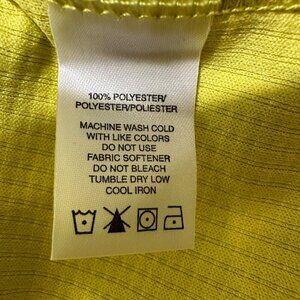 100% POLYESTER/
POLYESTER/POLIESTER
MACHINE WASH COLD
WITH LIKE COLORS
DO NOT USE
FABRIC SOFTENER
DO NOT BLEACH
TUMBLE DRY LOW
COOL IRON